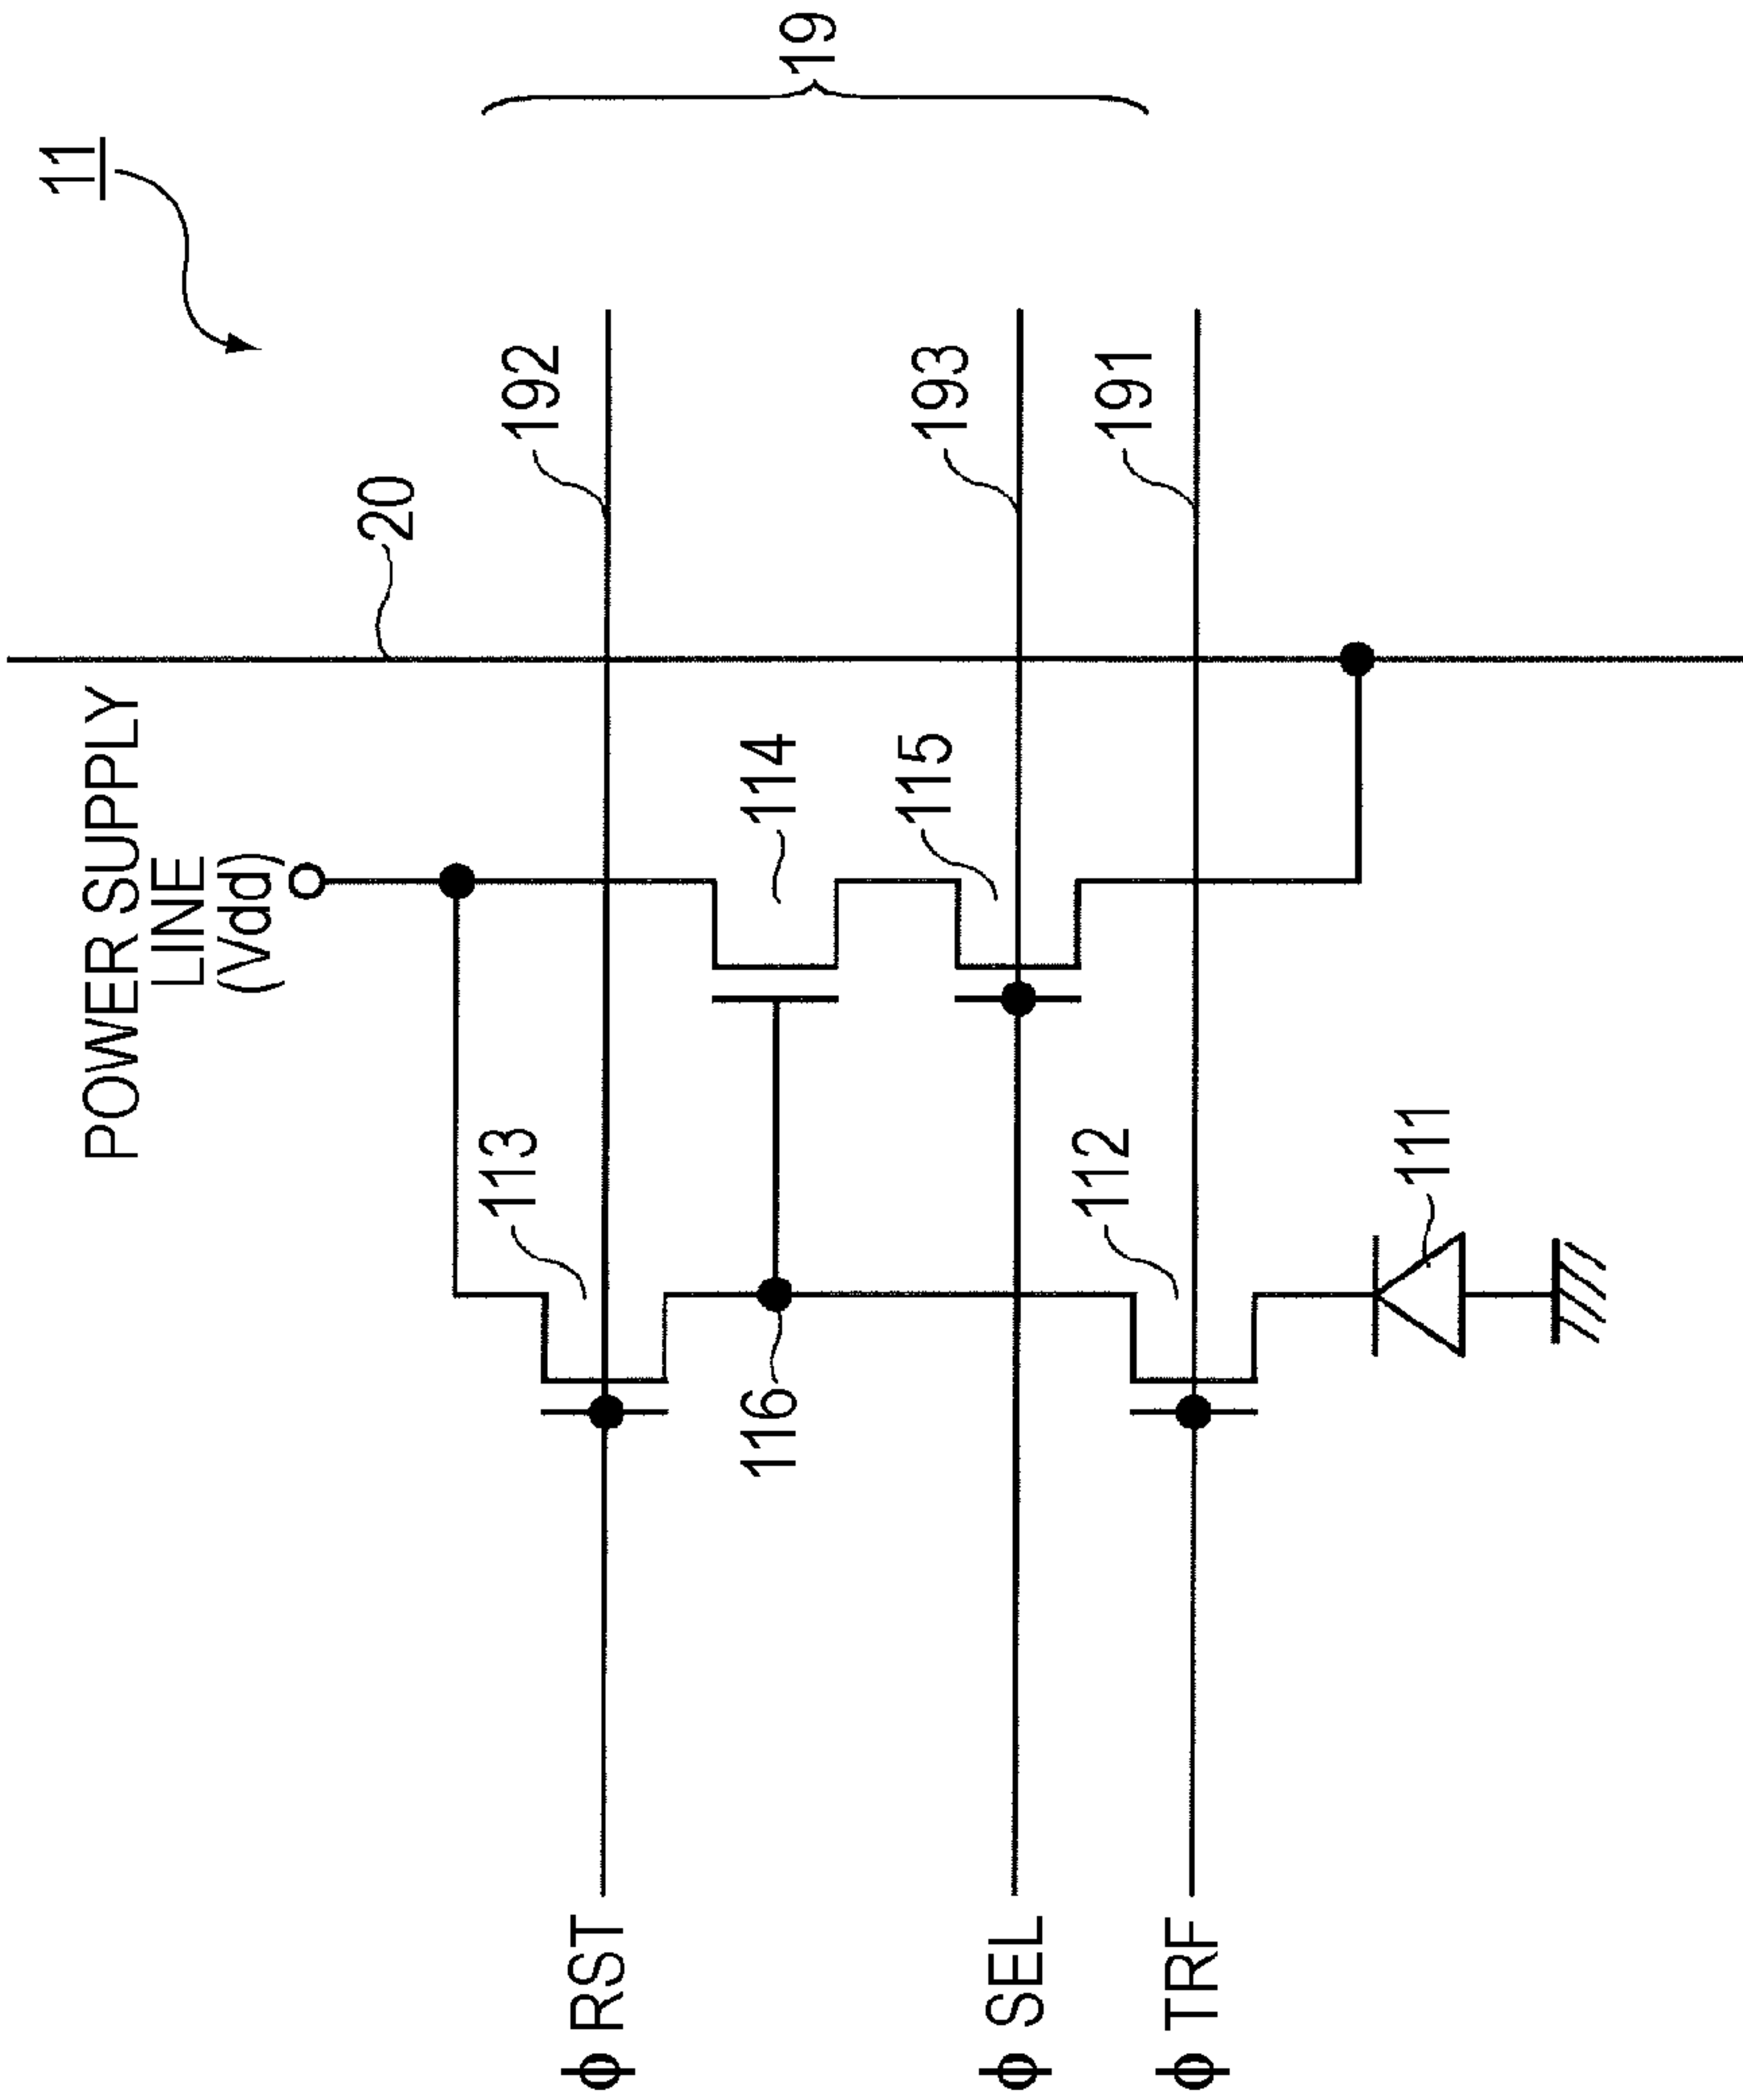 11
19
POWER SUPPLY
LINE
(Vdd)
20
192
113
114
116
115
193
112
191
111
ϕ RST
ϕ SEL
ϕ TRF